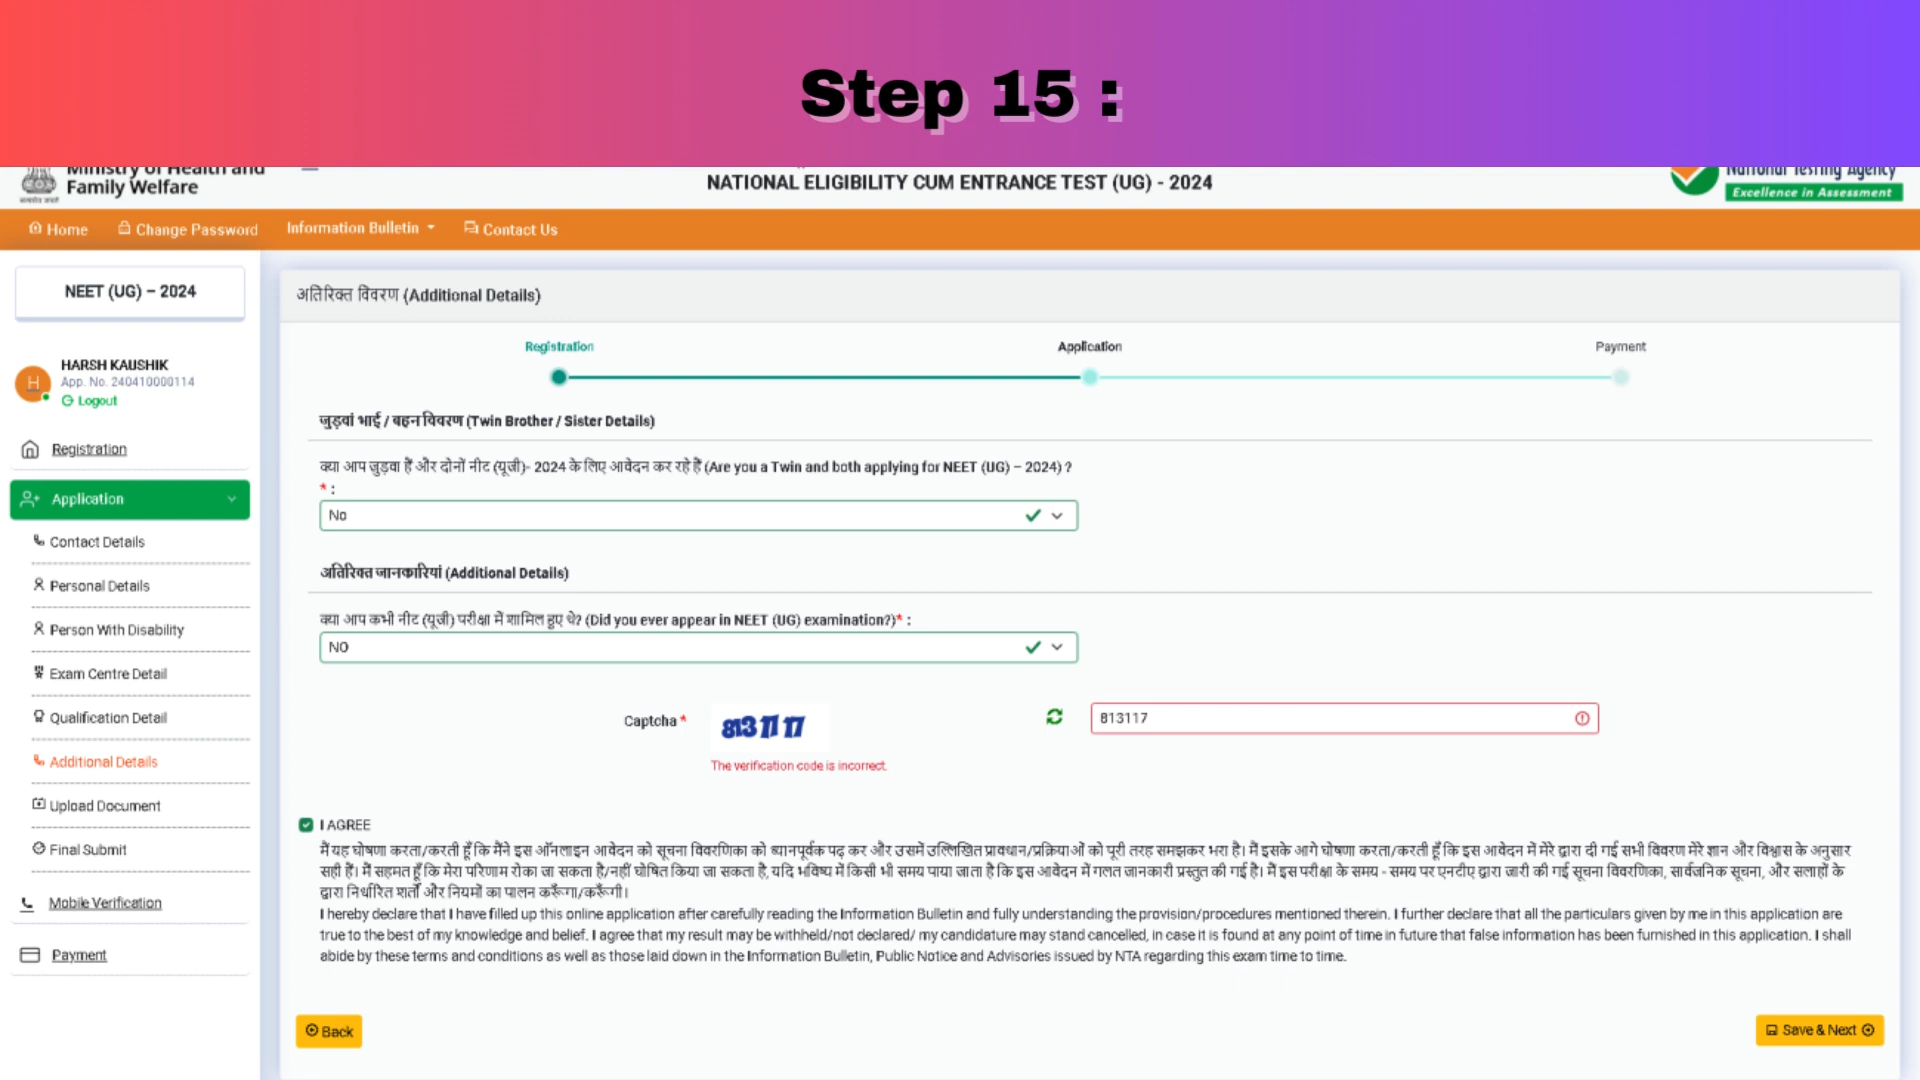 Step 15 :
Ministry of Health and
Family Welfare
NATIONAL ELIGIBILITY CUM ENTRANCE TEST (UG) - 2024
National Testing Agency
Excellence in Assessment
Home Change Password Information Bulletin Contact Us
NEET (UG) – 2024
HARSH KAUSHIK
App. No. 240410000114
Logout
Registration
Application
Contact Details
Personal Details
Person With Disability
Exam Centre Detail
Qualification Detail
Additional Details
Upload Document
Final Submit
Mobile Verification
Payment
अतिरिक्त विवरण (Additional Details)
Registration Application Payment
जुड़वां भाई / बहन विवरण (Twin Brother / Sister Details)
क्या आप जुड़वा हैं और दोनों नीट (यूजी)- 2024 के लिए आवेदन कर रहे हैं (Are you a Twin and both applying for NEET (UG) – 2024) ?
* :
No
अतिरिक्त जानकारियां (Additional Details)
क्या आप कभी नीट (यूजी) परीक्षा में शामिल हुए थे? (Did you ever appear in NEET (UG) examination?)* :
NO
Captcha * 813117 813117
The verification code is incorrect.
I AGREE
मैं यह घोषणा करता/करती हूँ कि मैंने इस ऑनलाइन आवेदन को सूचना विवरणिका को ध्यानपूर्वक पढ़ कर और उसमें उल्लिखित प्रावधान/प्रक्रियाओं को पूरी तरह समझकर भरा है। मैं इसके आगे घोषणा करता/करती हूँ कि इस आवेदन में मेरे द्वारा दी गई सभी विवरण मेरे ज्ञान और विश्वास के अनुसार
सही हैं। मैं सहमत हूँ कि मेरा परिणाम रोका जा सकता है/नहीं घोषित किया जा सकता है, यदि भविष्य में किसी भी समय पाया जाता है कि इस आवेदन में गलत जानकारी प्रस्तुत की गई है। मैं इस परीक्षा के समय - समय पर एनटीए द्वारा जारी की गई सूचना विवरणिका, सार्वजनिक सूचना, और सलाहों के
द्वारा निर्धारित शर्तों और नियमों का पालन करूँगा/करूँगी।
I hereby declare that I have filled up this online application after carefully reading the Information Bulletin and fully understanding the provision/procedures mentioned therein. I further declare that all the particulars given by me in this application are
true to the best of my knowledge and belief. I agree that my result may be withheld/not declared/ my candidature may stand cancelled, in case it is found at any point of time in future that false information has been furnished in this application. I shall
abide by these terms and conditions as well as those laid down in the Information Bulletin, Public Notice and Advisories issued by NTA regarding this exam time to time.
Back Save & Next